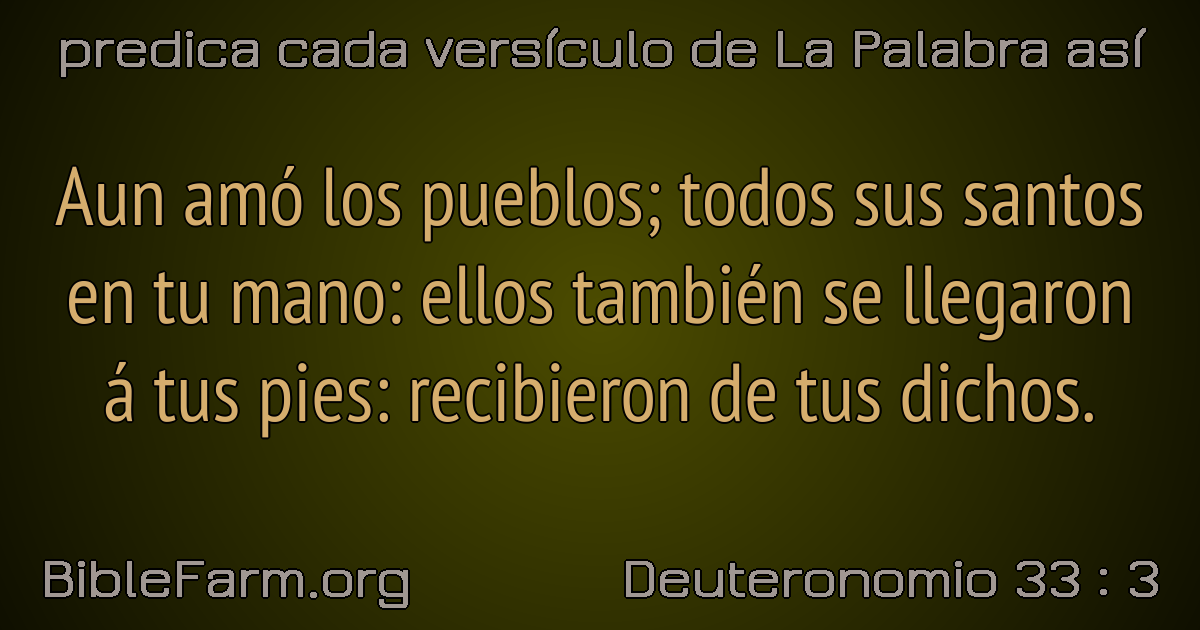 predica cada versículo de La Palabra así
Aun amó los pueblos; todos sus santos
en tu mano: ellos también se llegaron
á tus pies: recibieron de tus dichos.
BibleFarm.org
Deuteronomio 33 : 3